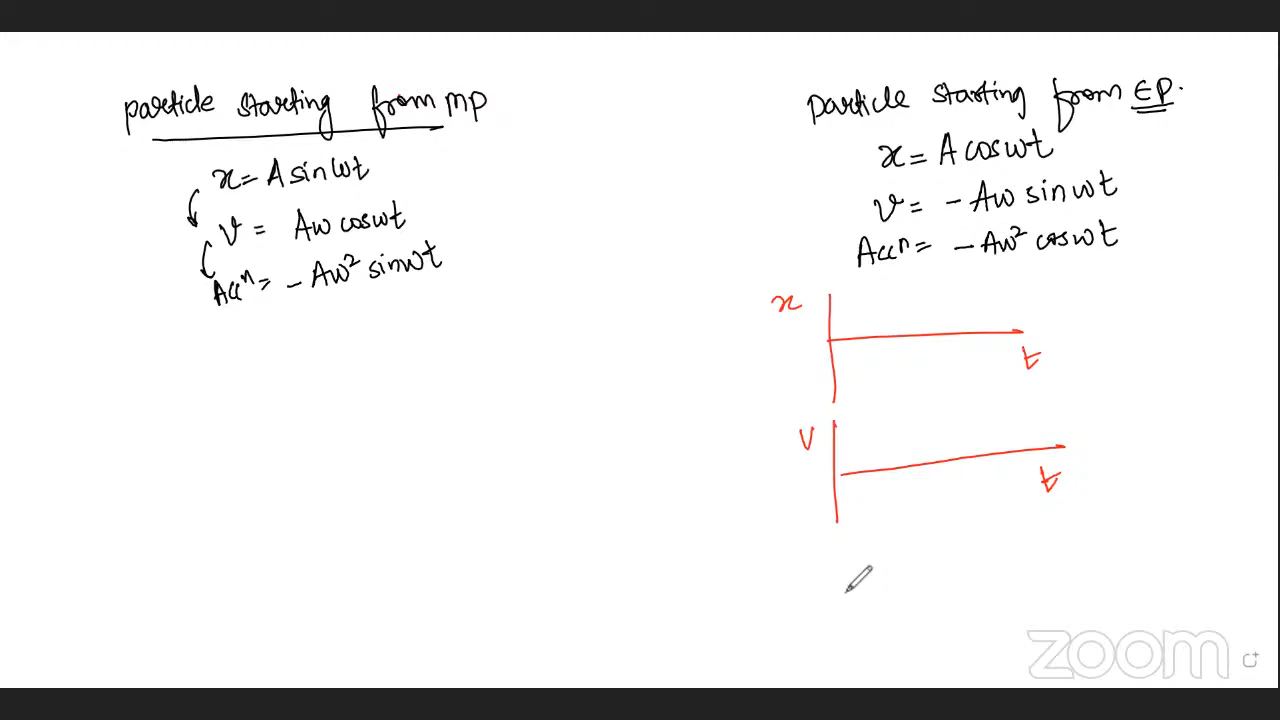 particle starting from MP
x = A sin ωt
v = Aω cos ωt
Accⁿ = - Aω² sin ωt
Particle starting from EP.
x = A cos ωt
v = - Aω sin ωt
Accⁿ = - Aω² cos ωt
x
t
v
t
zoom